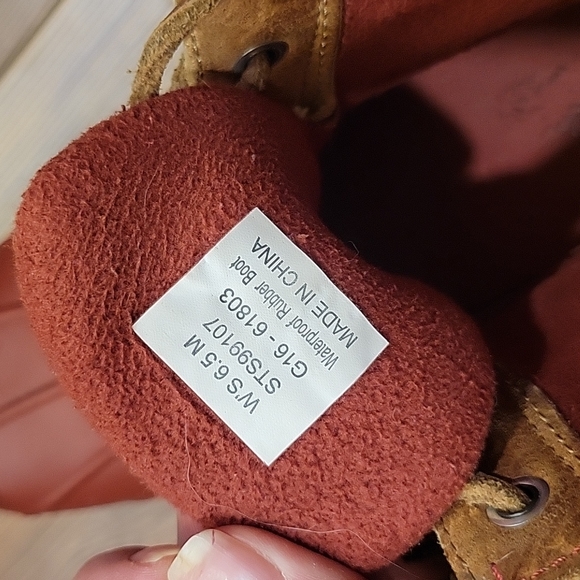 W'S 6.5 M
STS99107
G16 - 61803
Waterproof Rubber Boot
MADE IN CHINA